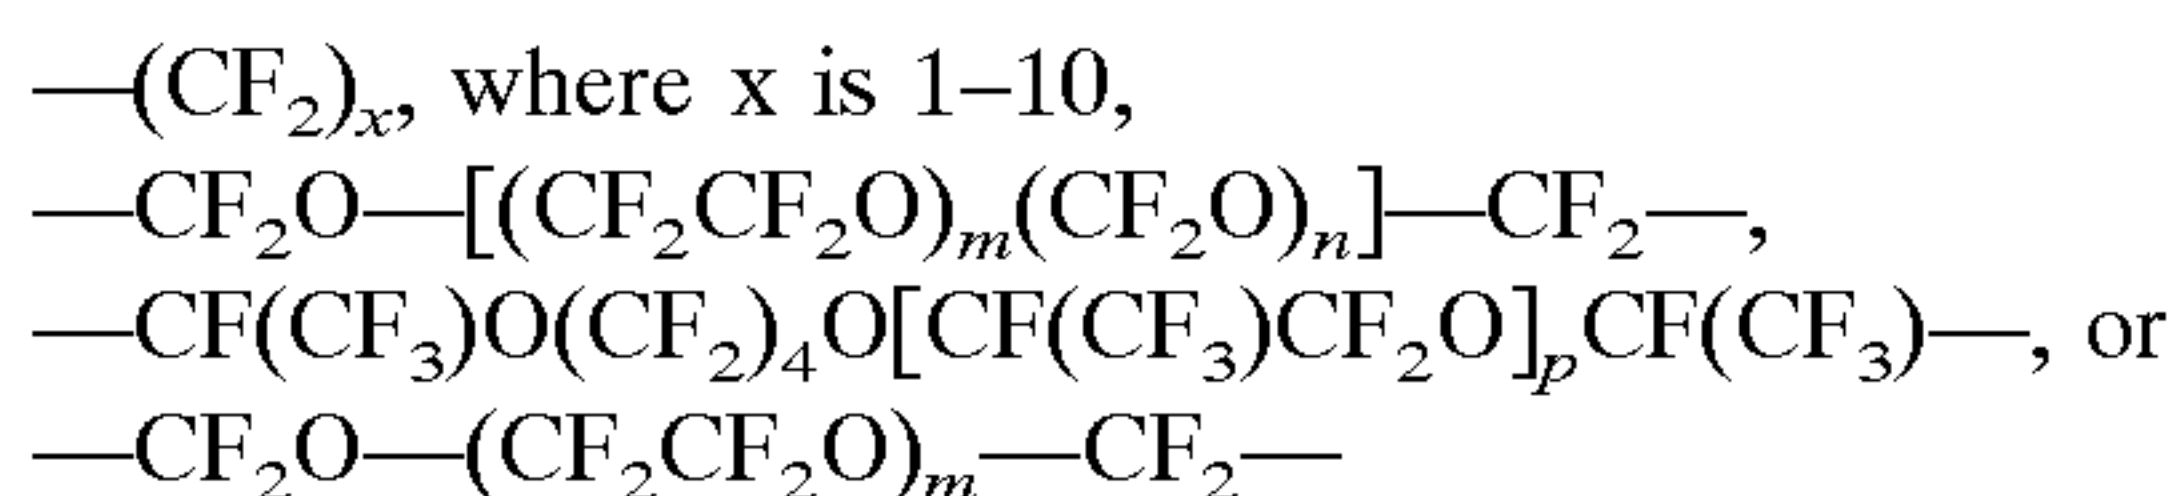 —(CF₂)ₓ, where x is 1–10,
—CF₂O—[(CF₂CF₂O)ₘ(CF₂O)ₙ]—CF₂—,
—CF(CF₃)O(CF₂)₄O[CF(CF₃)CF₂O]ₚCF(CF₃)—, or
—CF₂O—(CF₂CF₂O)ₘ—CF₂—